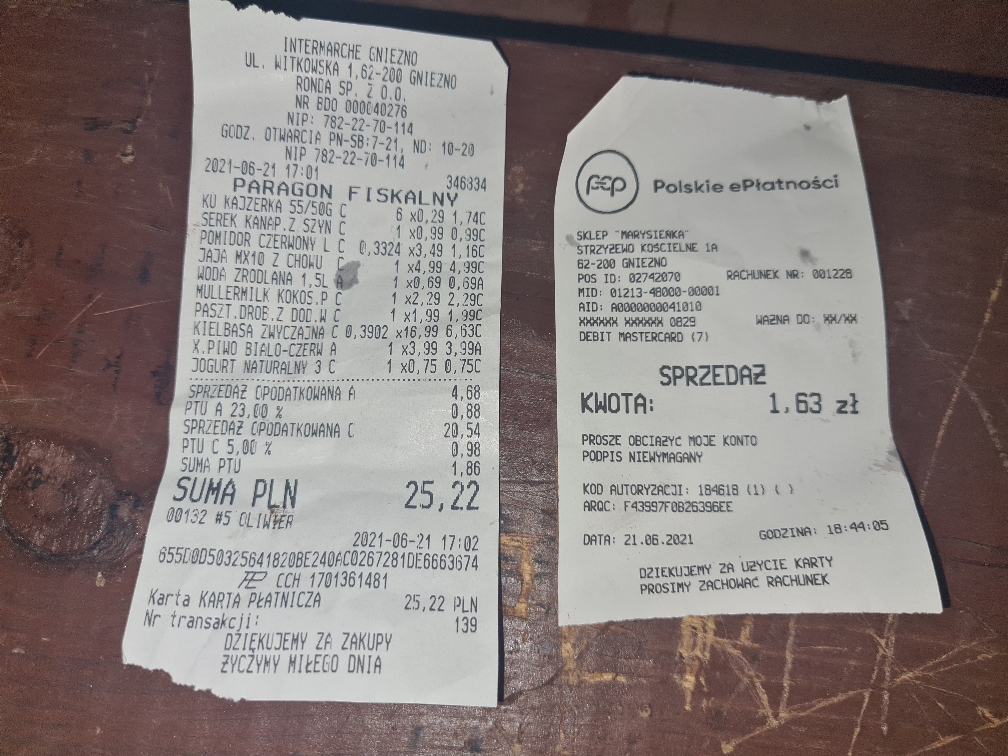 INTERMARCHE GNIEZNO
UL. WITKOWSKA 1,62-200 GNIEZNO
RONDA SP. Z O.O.
NR BDO 000040276
NIP: 782-22-70-114
GODZ. OTWARCIA PN-SB:7-21, ND: 10-20
NIP 782-22-70-114
2021-06-21 17:01 346834
PARAGON FISKALNY
KU KAJZERKA 55/50G C 6 x0,29 1,74C
SEREK KANAP.Z SZYN C 1 x0,99 0,99C
POMIDOR CZERWONY L C 0,3324 x3,49 1,16C
JAJA MX10 Z CHOWU C 1 x4,99 4,99C
WODA ZRODLANA 1,5L A 1 x0,69 0,69A
MULLERMILK KOKOS.P C 1 x2,29 2,29C
PASZT.DROB.Z DOD.W C 1 x1,99 1,99C
KIELBASA ZWYCZAJNA C 0,3902 x16,99 6,63C
X.PIWO BIALO-CZERW A 1 x3,99 3,99A
JOGURT NATURALNY 3 C 1 x0,75 0,75C
SPRZEDAŻ OPODATKOWANA A 4,68
PTU A 23,00 % 0,88
SPRZEDAŻ OPODATKOWANA C 20,54
PTU C 5,00 % 0,98
SUMA PTU 1,86
SUMA PLN 25,22
00132 #5 OLIWIER
2021-06-21 17:02
655D0D50325641820BE240AC0267281DE6663674
CCH 1701361481
Karta KARTA PŁATNICZA 25,22 PLN
Nr transakcji: 139
DZIĘKUJEMY ZA ZAKUPY
ŻYCZYMY MIŁEGO DNIA
pep Polskie ePłatności
SKLEP "MARYSIEŃKA"
STRZYŻEWO KOŚCIELNE 1A
62-200 GNIEZNO
POS ID: 02742070 RACHUNEK NR: 001228
MID: 01213-48000-00001
AID: A0000000041010
XXXXXX XXXXXX 0829 WAŻNA DO: XX/XX
DEBIT MASTERCARD (7)
SPRZEDAŻ
KWOTA: 1,63 zł
PROSZĘ OBCIĄŻYĆ MOJE KONTO
PODPIS NIEWYMAGANY
KOD AUTORYZACJI: 184618 (1) ( )
ARQC: F43997F0B26396EE
DATA: 21.06.2021 GODZINA: 18:44:05
DZIĘKUJEMY ZA UŻYCIE KARTY
PROSIMY ZACHOWAĆ RACHUNEK